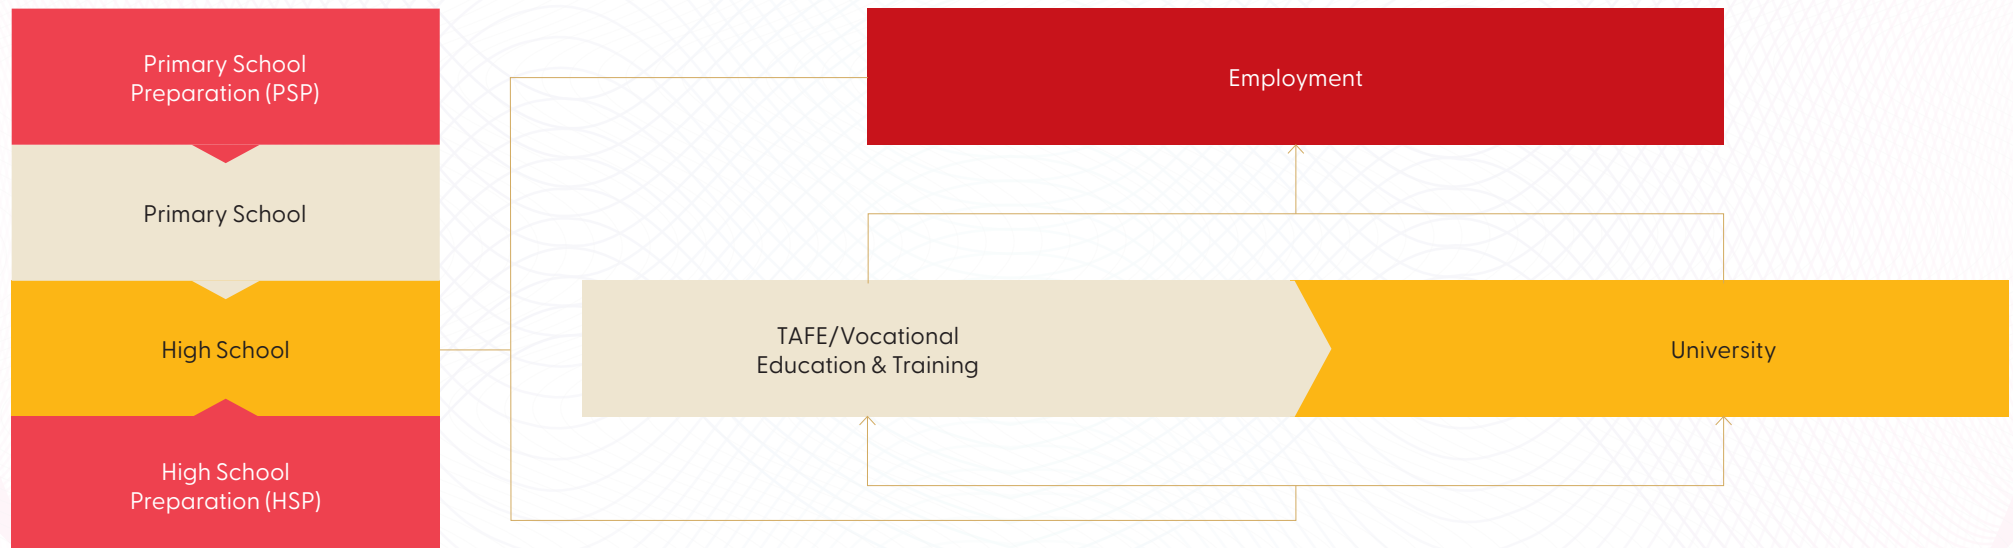 Primary School
Preparation (PSP)
Primary School
High School
High School
Preparation (HSP)
Employment
TAFE/Vocational
Education & Training
University